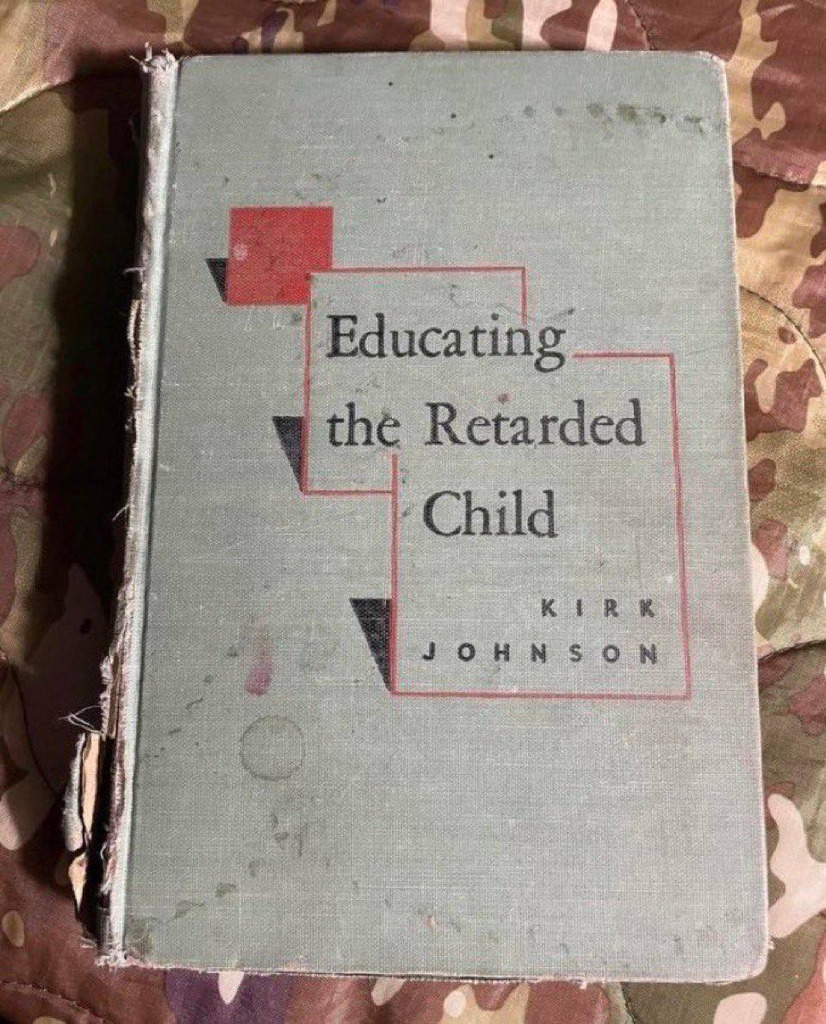 Educating
the Retarded
Child
KIRK
JOHNSON